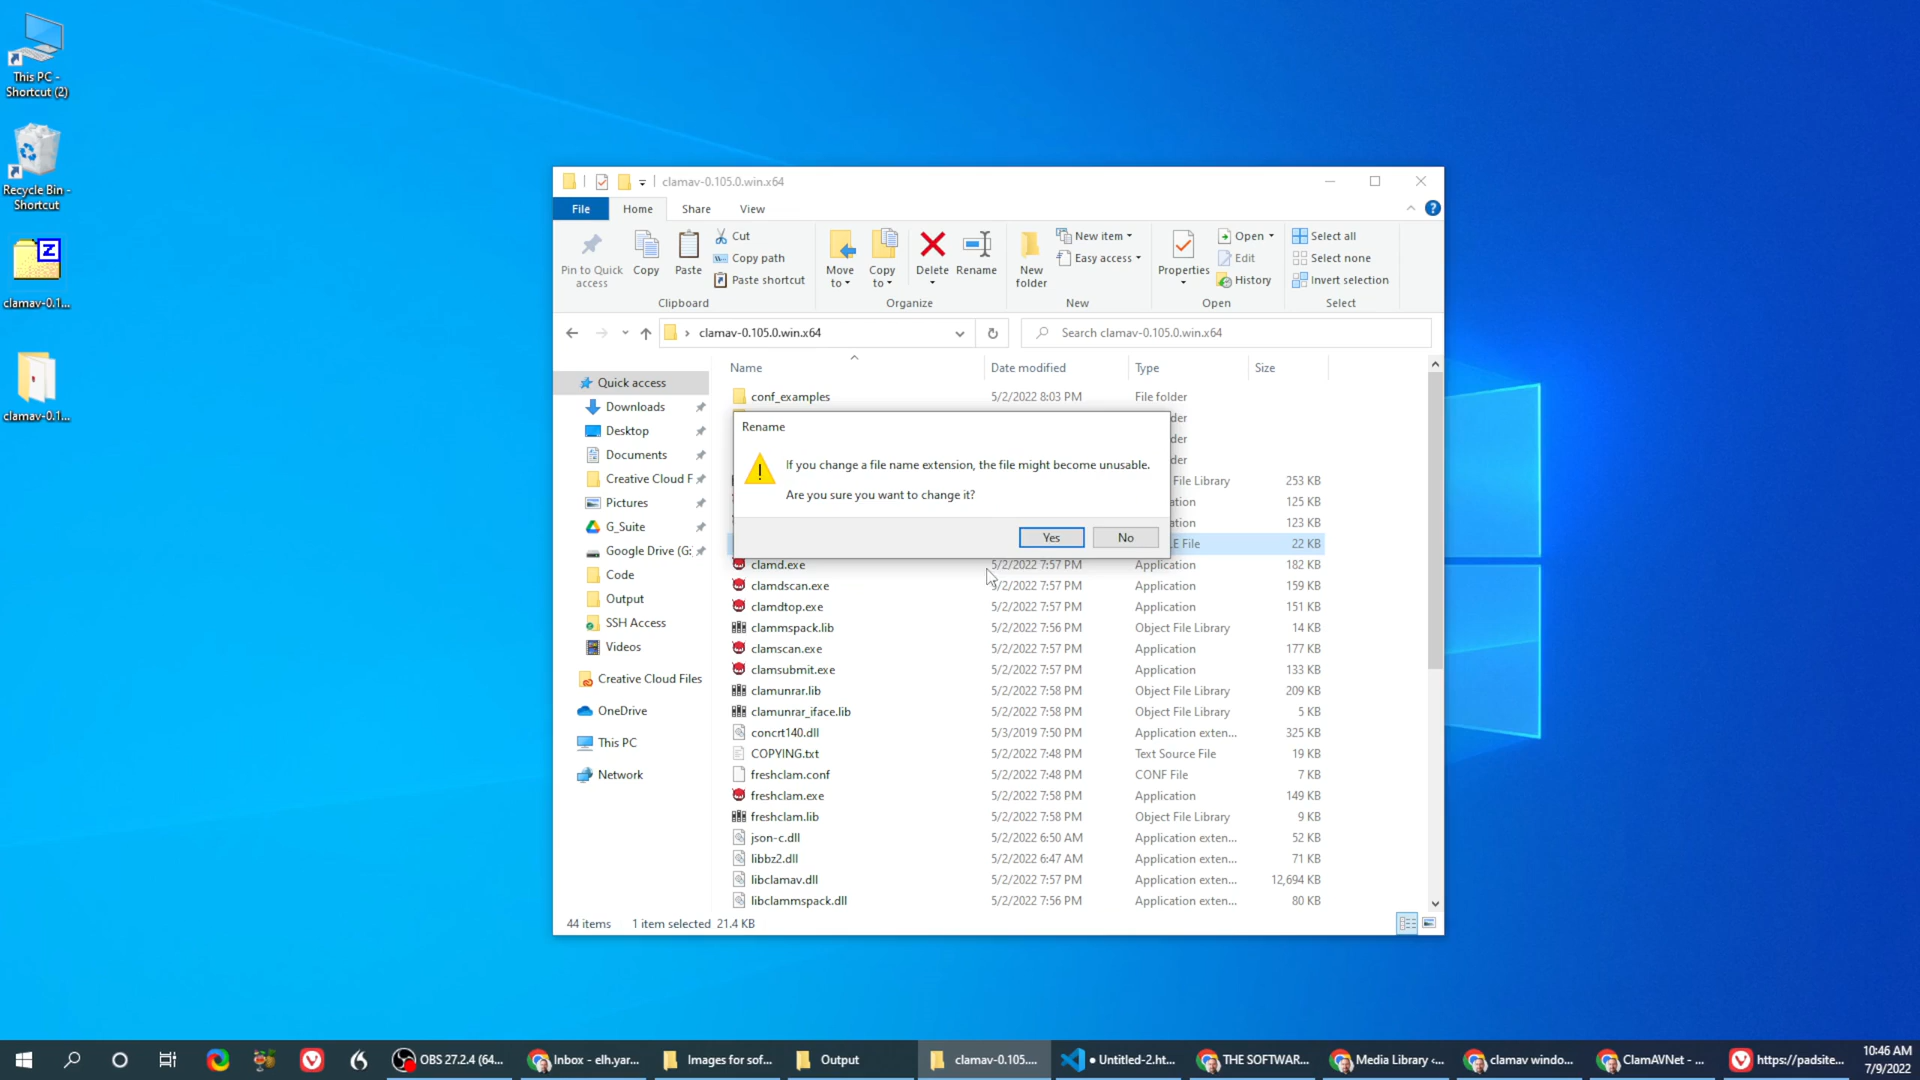 This PC -
Shortcut (2)
Recycle Bin -
Shortcut
clamav-0.1...
clamav-0.1...
clamav-0.105.0.win.x64
File Home Share View
Pin to Quick
access
Copy
Paste
Cut
Copy path
Paste shortcut
Clipboard
Move
to
Copy
to
Delete
Rename
Organize
New
folder
New item
Easy access
New
Properties
Open
Edit
History
Open
Select all
Select none
Invert selection
Select
clamav-0.105.0.win.x64
Search clamav-0.105.0.win.x64
Quick access
Downloads
Desktop
Documents
Creative Cloud F
Pictures
G_Suite
Google Drive (G:
Code
Output
SSH Access
Videos
Creative Cloud Files
OneDrive
This PC
Network
Name Date modified Type Size
conf_examples 5/2/2022 8:03 PM File folder
der
der
der
File Library 253 KB
ation 125 KB
ation 123 KB
E File 22 KB
Rename
If you change a file name extension, the file might become unusable.
Are you sure you want to change it?
Yes No
clamd.exe 5/2/2022 7:57 PM Application 182 KB
clamdscan.exe 5/2/2022 7:57 PM Application 159 KB
clamdtop.exe 5/2/2022 7:57 PM Application 151 KB
clammspack.lib 5/2/2022 7:56 PM Object File Library 14 KB
clamscan.exe 5/2/2022 7:57 PM Application 177 KB
clamsubmit.exe 5/2/2022 7:57 PM Application 133 KB
clamunrar.lib 5/2/2022 7:58 PM Object File Library 209 KB
clamunrar_iface.lib 5/2/2022 7:58 PM Object File Library 5 KB
concrt140.dll 5/3/2019 7:50 PM Application exten... 325 KB
COPYING.txt 5/2/2022 7:48 PM Text Source File 19 KB
freshclam.conf 5/2/2022 7:48 PM CONF File 7 KB
freshclam.exe 5/2/2022 7:58 PM Application 149 KB
freshclam.lib 5/2/2022 7:58 PM Object File Library 9 KB
json-c.dll 5/2/2022 6:50 AM Application exten... 52 KB
libbz2.dll 5/2/2022 6:47 AM Application exten... 71 KB
libclamav.dll 5/2/2022 7:57 PM Application exten... 12,694 KB
libclammspack.dll 5/2/2022 7:56 PM Application exten... 80 KB
44 items 1 item selected 21.4 KB
OBS 27.2.4 (64...
Inbox - elh.yar...
Images for sof...
Output
clamav-0.105....
● Untitled-2.ht...
THE SOFTWAR...
Media Library ‹...
clamav windo...
ClamAVNet - ...
https://padsite...
10:46 AM
7/9/2022